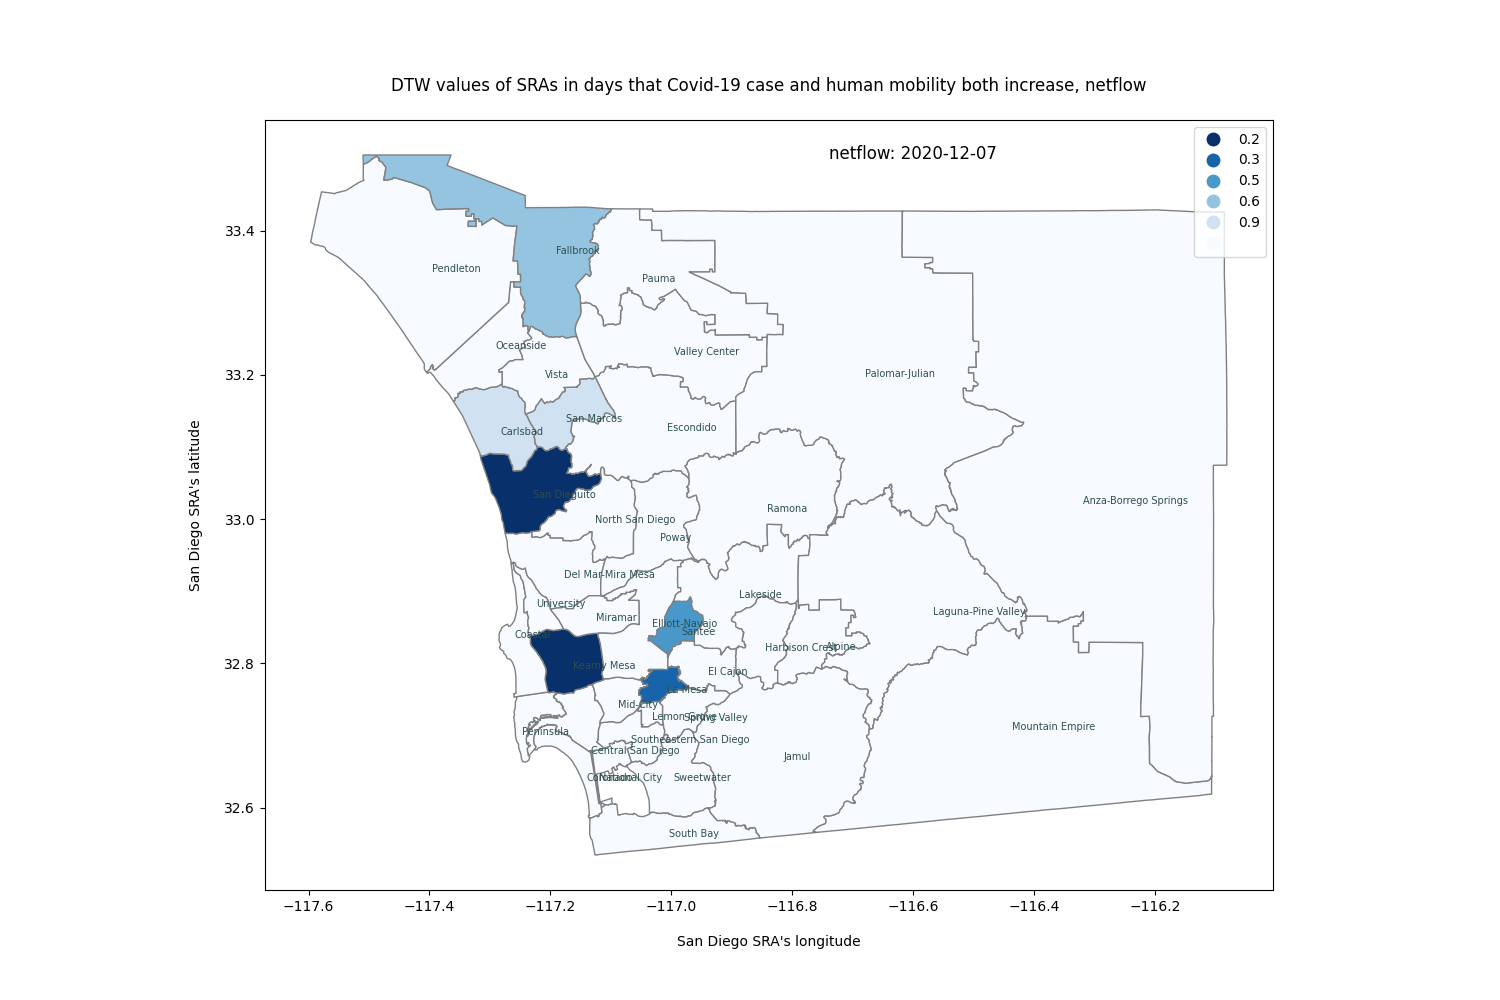 DTW values of SRAs in days that Covid-19 case and human mobility both increase, netflow
netflow: 2020-12-07
0.2
0.3
0.5
0.6
0.9
33.4
33.2
33.0
32.8
32.6
San Diego SRA's latitude
Fallbrook
Pendleton
Pauma
Oceanside
Valley Center
Vista
Palomar-Julian
San Marcos
Carlsbad
Escondido
San Dieguito
Anza-Borrego Springs
Ramona
North San Diego
Poway
Del Mar-Mira Mesa
Lakeside
University
Miramar
Laguna-Pine Valley
Elliott-Navajo
Santee
Coastal
Harbison Crest
Alpine
Kearny Mesa
El Cajon
La Mesa
Mid-City
Lemon Grove
Spring Valley
Mountain Empire
Peninsula
Southeastern San Diego
Central San Diego
Jamul
Coronado
National City
Sweetwater
South Bay
−117.6
−117.4
−117.2
−117.0
−116.8
−116.6
−116.4
−116.2
San Diego SRA's longitude